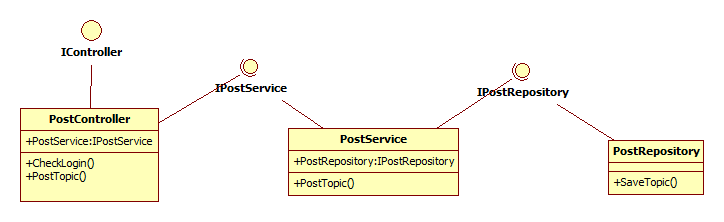 IController
IPostService
IPostRepository
PostController
+PostService:IPostService
+CheckLogin()
+PostTopic()
PostService
+PostRepository:IPostRepository
+PostTopic()
PostRepository
+SaveTopic()